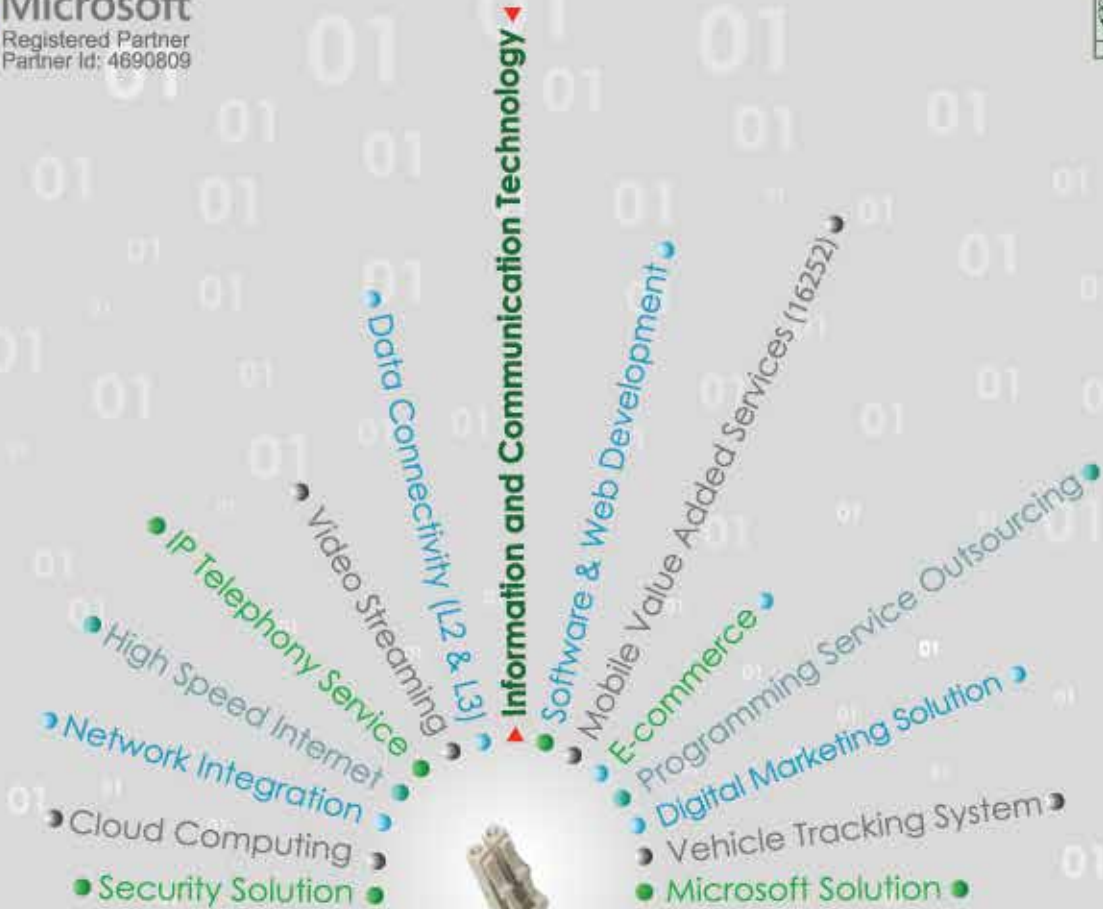 Microsoft
Registered Partner
Partner Id: 4690809
Information and Communication Technology
Data Connectivity (L2 & L3)
Video Streaming
IP Telephony Service
High Speed Internet
Network Integration
Cloud Computing
Security Solution
Software & Web Development
Mobile Value Added Services (16252)
E-commerce
Programming Service Outsourcing
Digital Marketing Solution
Vehicle Tracking System
Microsoft Solution